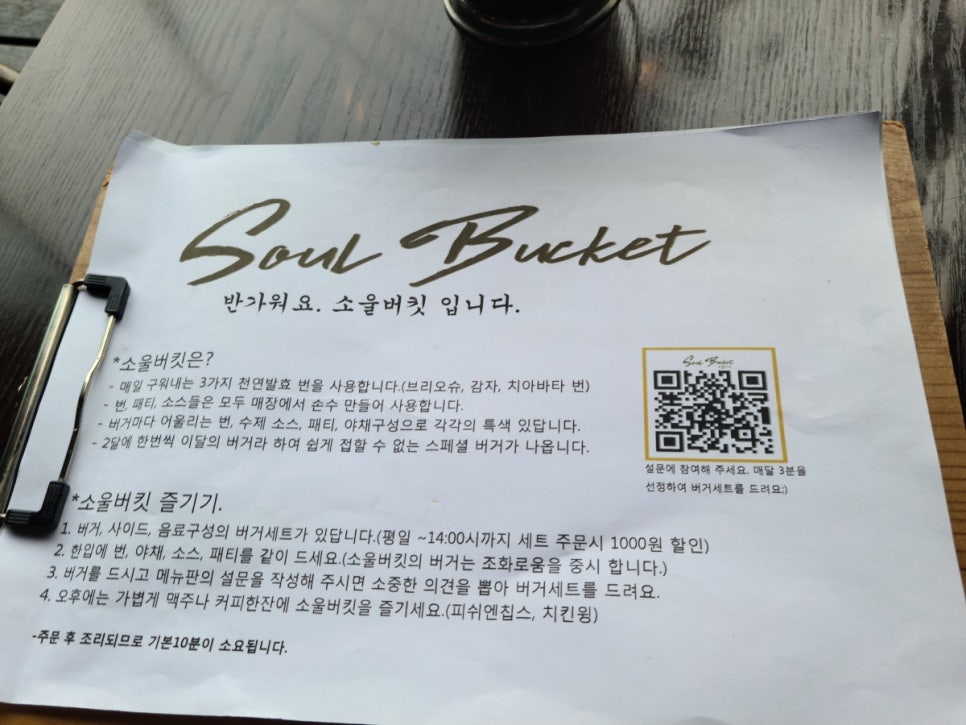 Soul Bucket
반가워요. 소울버킷 입니다.
*소울버킷은?
- 매일 구워내는 3가지 천연발효 번을 사용합니다.(브리오슈, 감자, 치아바타 번)
- 번, 패티, 소스들은 모두 매장에서 손수 만들어 사용합니다.
- 버거마다 어울리는 번, 수제 소스, 패티, 야채구성으로 각각의 특색 있답니다.
- 2달에 한번씩 이달의 버거라 하여 쉽게 접할 수 없는 스페셜 버거가 나옵니다.
Soul Bucket
설문에 참여해 주세요. 매달 3분을
선정하여 버거세트를 드려요;)
*소울버킷 즐기기.
1. 버거, 사이드, 음료구성의 버거세트가 있답니다.(평일 ~14:00시까지 세트 주문시 1000원 할인)
2. 한입에 번, 야채, 소스, 패티를 같이 드세요.(소울버킷의 버거는 조화로움을 중시 합니다.)
3. 버거를 드시고 메뉴판의 설문을 작성해 주시면 소중한 의견을 뽑아 버거세트를 드려요.
4. 오후에는 가볍게 맥주나 커피한잔에 소울버킷을 즐기세요.(피쉬엔칩스, 치킨윙)
-주문 후 조리되므로 기본10분이 소요됩니다.